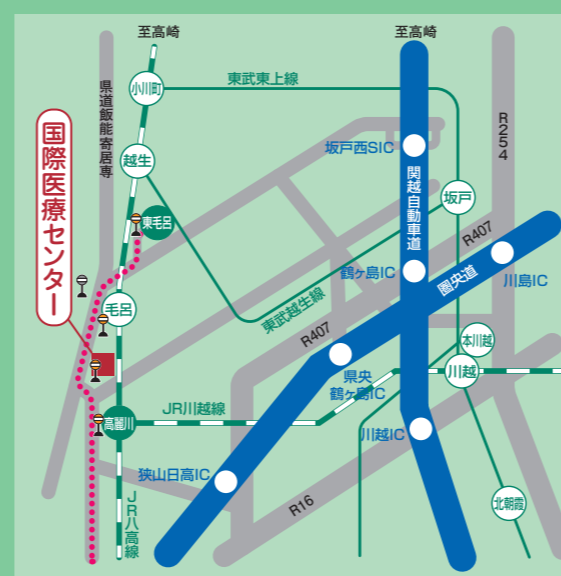 至高崎
至高崎
小川町
東武東上線
県道飯能寄居専
R254
坂戸西SIC
越生
関越自動車道
国際医療センター
坂戸
東毛呂
R407
鶴ヶ島IC
圏央道
川島IC
毛呂
東武越生線
R407
本川越
県央
鶴ヶ島IC
川越
JR川越線
高麗川
川越IC
狭山日高IC
R16
北朝霞
JR八高線